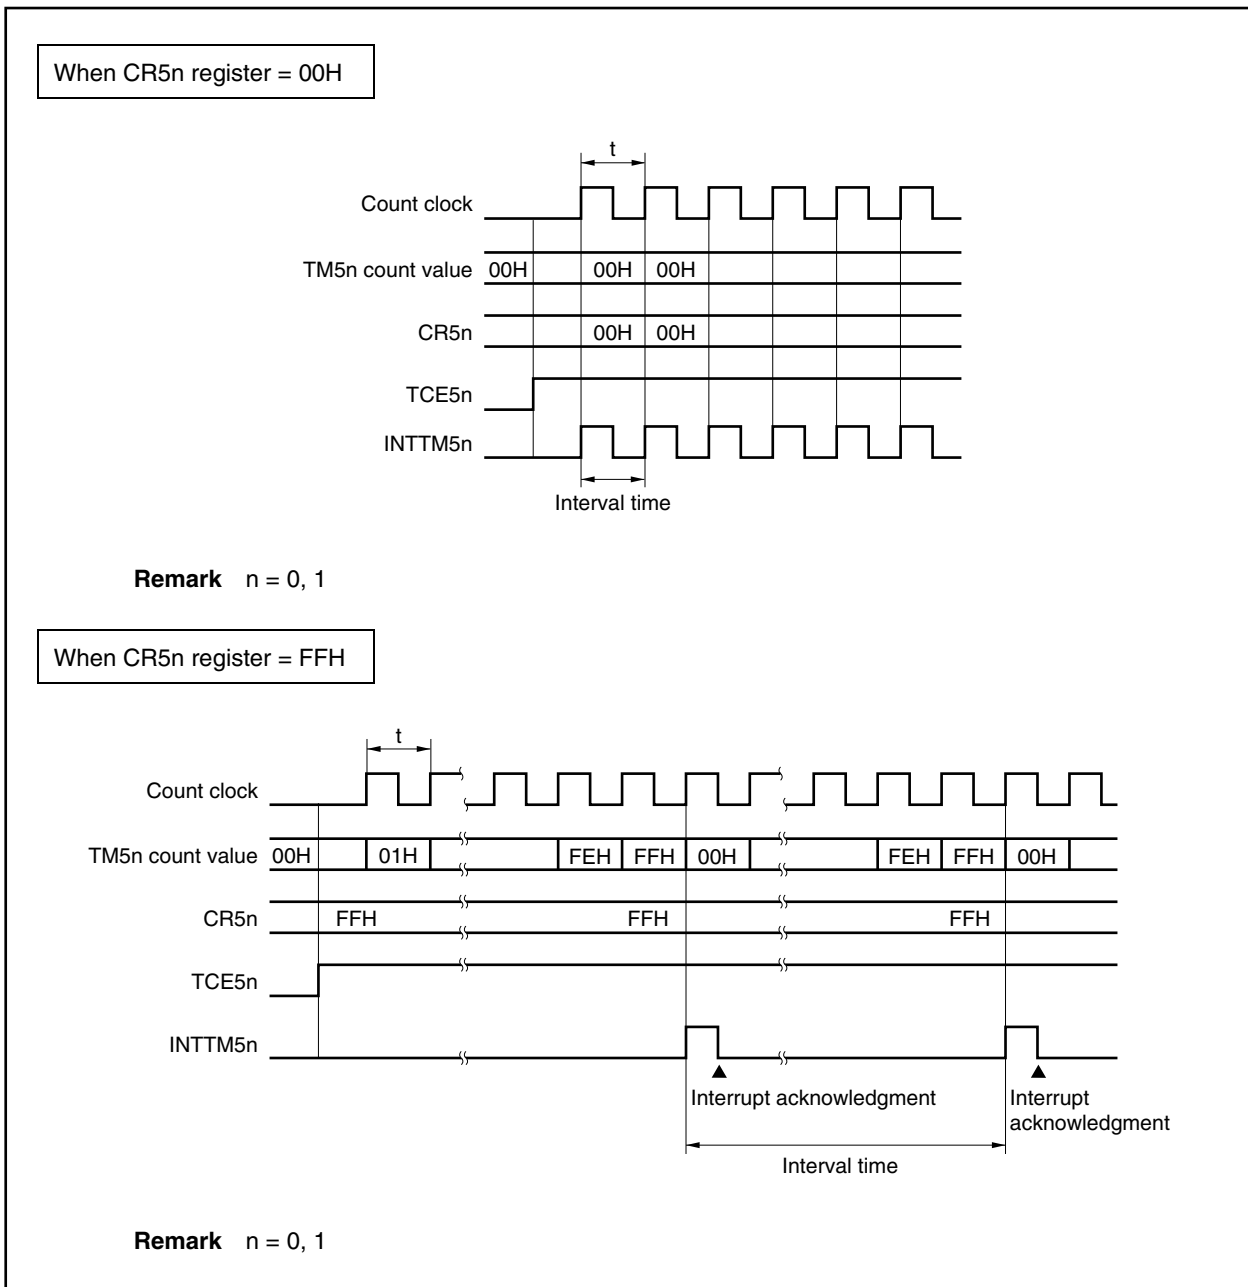 When CR5n register = 00H
t
Count clock
TM5n count value 00H 00H 00H
CR5n 00H 00H
TCE5n
INTTM5n
Interval time
Remark n = 0, 1
When CR5n register = FFH
t
Count clock
TM5n count value 00H 01H FEH FFH 00H FEH FFH 00H
CR5n FFH FFH FFH
TCE5n
INTTM5n
Interrupt acknowledgment Interrupt
acknowledgment
Interval time
Remark n = 0, 1